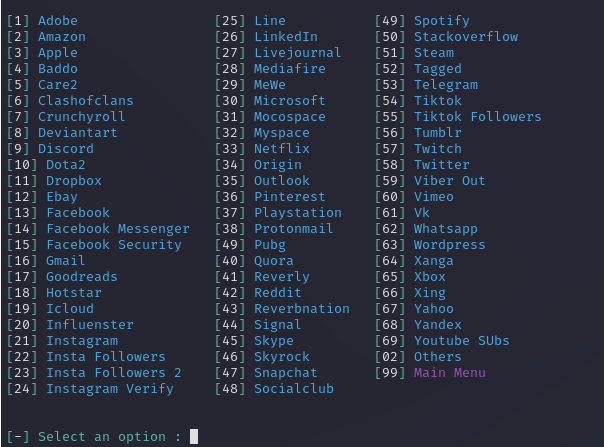 [1] Adobe [25] Line [49] Spotify
[2] Amazon [26] LinkedIn [50] Stackoverflow
[3] Apple [27] Livejournal [51] Steam
[4] Baddo [28] Mediafire [52] Tagged
[5] Care2 [29] MeWe [53] Telegram
[6] Clashofclans [30] Microsoft [54] Tiktok
[7] Crunchyroll [31] Mocospace [55] Tiktok Followers
[8] Deviantart [32] Myspace [56] Tumblr
[9] Discord [33] Netflix [57] Twitch
[10] Dota2 [34] Origin [58] Twitter
[11] Dropbox [35] Outlook [59] Viber Out
[12] Ebay [36] Pinterest [60] Vimeo
[13] Facebook [37] Playstation [61] Vk
[14] Facebook Messenger [38] Protonmail [62] Whatsapp
[15] Facebook Security [49] Pubg [63] Wordpress
[16] Gmail [40] Quora [64] Xanga
[17] Goodreads [41] Reverly [65] Xbox
[18] Hotstar [42] Reddit [66] Xing
[19] Icloud [43] Reverbnation [67] Yahoo
[20] Influenster [44] Signal [68] Yandex
[21] Instagram [45] Skype [69] Youtube SUbs
[22] Insta Followers [46] Skyrock [02] Others
[23] Insta Followers 2 [47] Snapchat [99] Main Menu
[24] Instagram Verify [48] Socialclub
[-] Select an option :